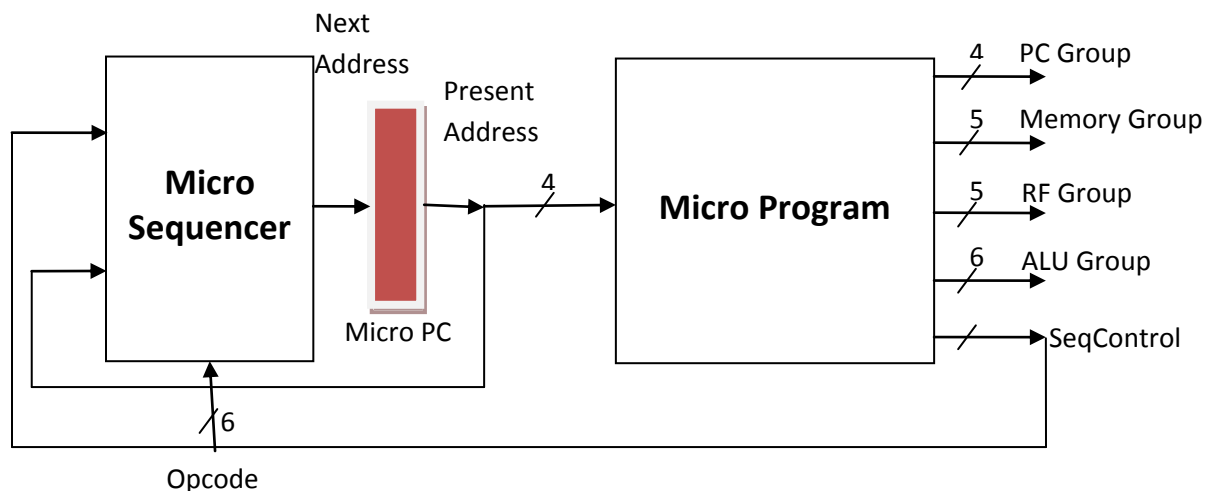 Next
Address
Present
Address
Micro
Sequencer
Micro PC
4
Micro Program
4
PC Group
5
Memory Group
5
RF Group
6
ALU Group
SeqControl
6
Opcode